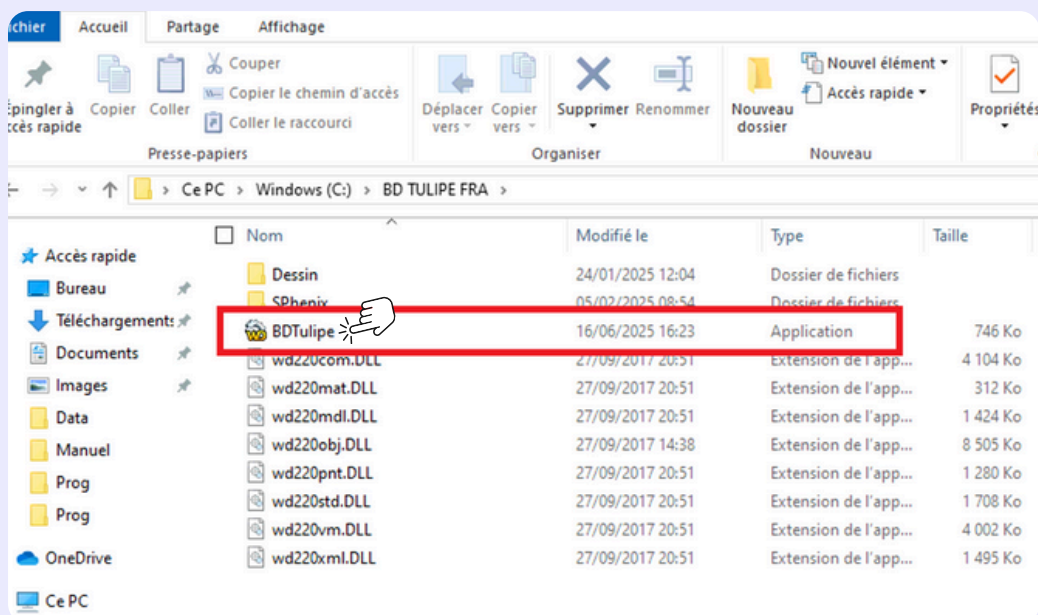 ichier Accueil Partage Affichage
Couper
Copier le chemin d'accès
Coller le raccourci
Épingler à
ccès rapide
Copier
Coller
Déplacer
vers
Copier
vers
Supprimer
Renommer
Nouveau
dossier
Nouvel élément
Accès rapide
Propriétés
Presse-papiers Organiser Nouveau
Ce PC > Windows (C:) > BD TULIPE FRA >
Nom Modifié le Type Taille
Accès rapide
Bureau
Téléchargements
Documents
Images
Data
Manuel
Prog
Prog
OneDrive
Ce PC
Dessin 24/01/2025 12:04 Dossier de fichiers
SPhenix 05/02/2025 08:54 Dossier de fichiers
BDTulipe 16/06/2025 16:23 Application 746 Ko
wd220com.DLL 27/09/2017 20:51 Extension de l'app... 4 104 Ko
wd220mat.DLL 27/09/2017 20:51 Extension de l'app... 312 Ko
wd220mdl.DLL 27/09/2017 20:51 Extension de l'app... 1 424 Ko
wd220obj.DLL 27/09/2017 14:38 Extension de l'app... 8 505 Ko
wd220pnt.DLL 27/09/2017 20:51 Extension de l'app... 1 280 Ko
wd220std.DLL 27/09/2017 20:51 Extension de l'app... 1 708 Ko
wd220vm.DLL 27/09/2017 20:51 Extension de l'app... 4 002 Ko
wd220xml.DLL 27/09/2017 20:51 Extension de l'app... 1 495 Ko